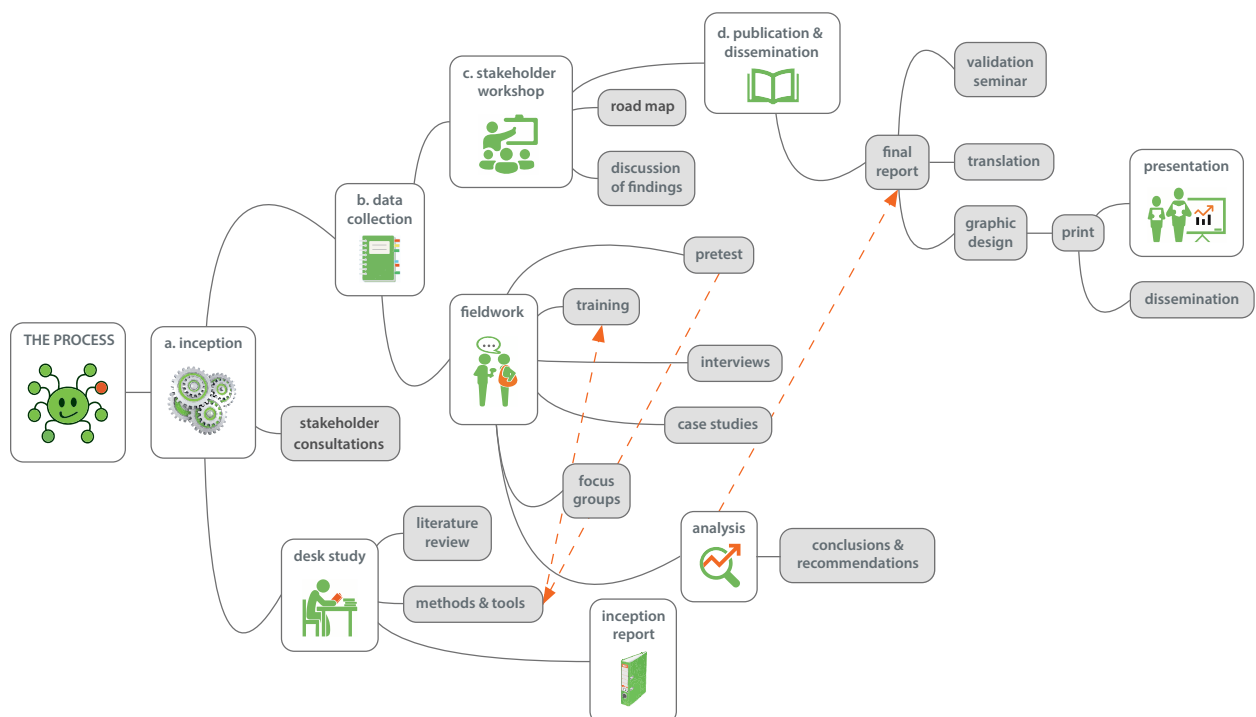 THE PROCESS
a. inception
stakeholder
consultations
b. data
collection
c. stakeholder
workshop
road map
discussion
of findings
d. publication &
dissemination
final
report
validation
seminar
translation
graphic
design
print
presentation
dissemination
fieldwork
pretest
training
interviews
case studies
focus
groups
analysis
conclusions &
recommendations
desk study
literature
review
methods & tools
inception
report